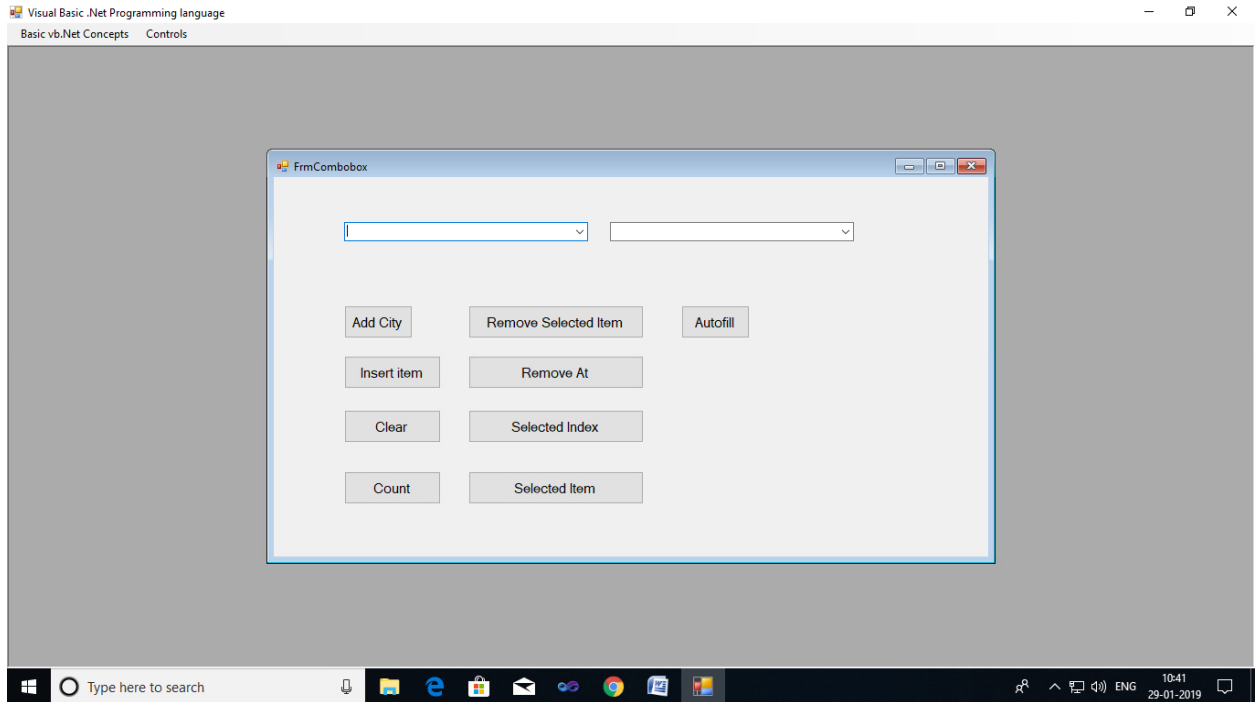 Visual Basic .Net Programming language
Basic vb.Net Concepts Controls
FrmCombobox
Add City Remove Selected Item Autofill
Insert item Remove At
Clear Selected Index
Count Selected Item
Type here to search
ENG
10:41
29-01-2019